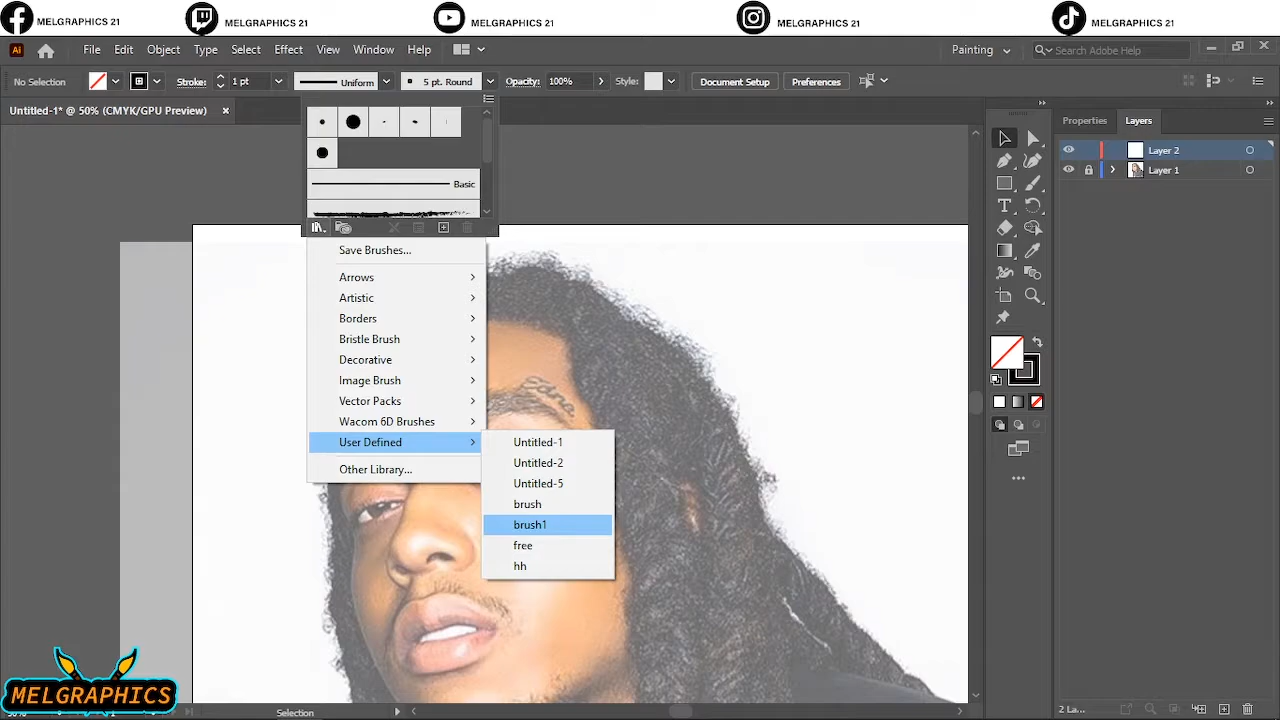 MELGRAPHICS 21 MELGRAPHICS 21 MELGRAPHICS 21 MELGRAPHICS 21 MELGRAPHICS 21
Ai File Edit Object Type Select Effect View Window Help Painting Search Adobe Help
No Selection Stroke: 1 pt Uniform 5 pt. Round Opacity: 100% Style: Document Setup Preferences
Untitled-1* @ 50% (CMYK/GPU Preview)
Properties Layers
Layer 2
Layer 1
Basic
Save Brushes...
Arrows
Artistic
Borders
Bristle Brush
Decorative
Image Brush
Vector Packs
Wacom 6D Brushes
User Defined
Other Library...
Untitled-1
Untitled-2
Untitled-5
brush
brush1
free
hh
MELGRAPHICS
Selection
2 La...